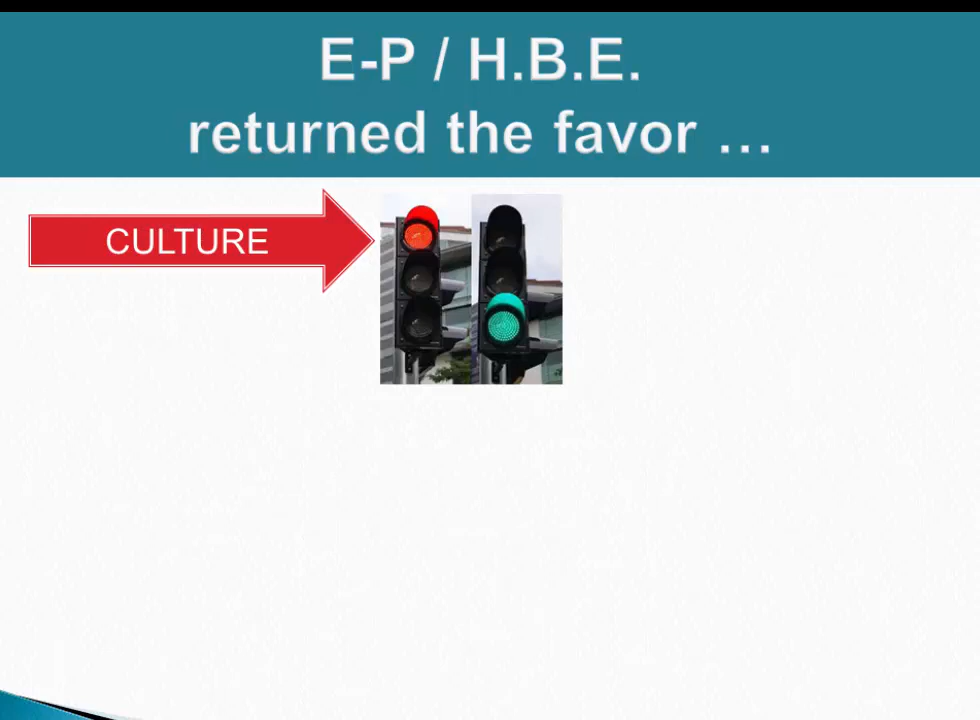 E-P / H.B.E.
returned the favor …
CULTURE